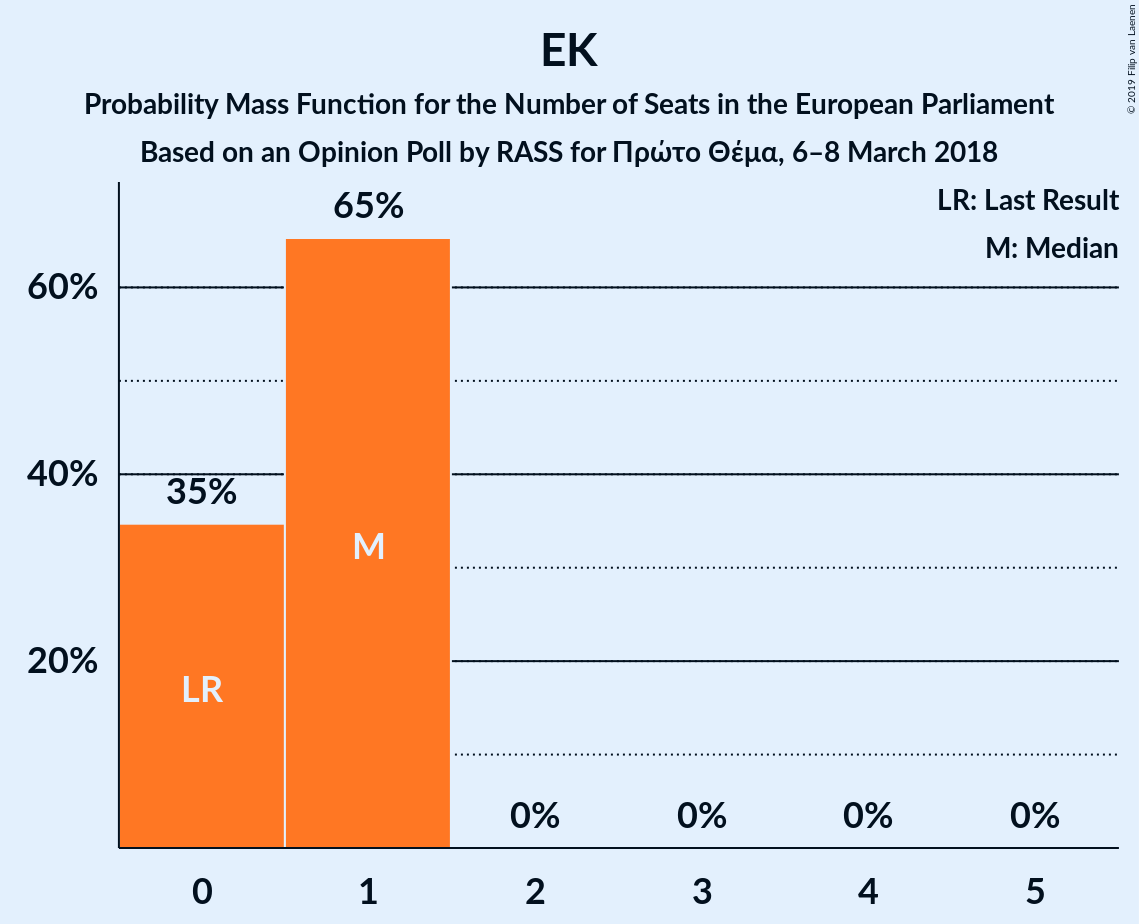 EK
Probability Mass Function for the Number of Seats in the European Parliament
Based on an Opinion Poll by RASS for Πρώτο Θέμα, 6–8 March 2018
© 2019 Filip van Laenen
LR: Last Result
M: Median
65%
60%
40%
35%
M
20%
LR
0% 0% 0% 0%
0 1 2 3 4 5